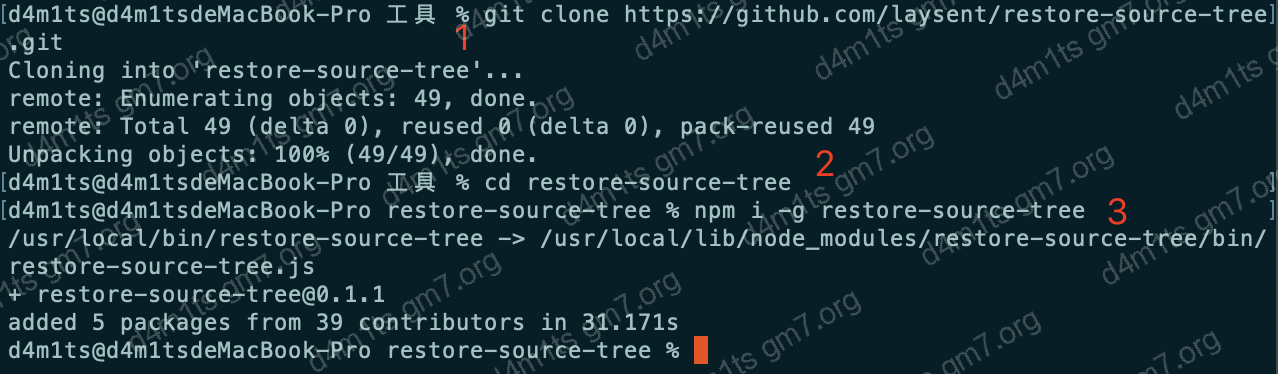 [d4m1ts@d4m1tsdeMacBook-Pro 工具 % git clone https://github.com/laysent/restore-source-tree]
.git
1
Cloning into 'restore-source-tree'...
remote: Enumerating objects: 49, done.
remote: Total 49 (delta 0), reused 0 (delta 0), pack-reused 49
Unpacking objects: 100% (49/49), done.
[d4m1ts@d4m1tsdeMacBook-Pro 工具 % cd restore-source-tree ]
2
[d4m1ts@d4m1tsdeMacBook-Pro restore-source-tree % npm i -g restore-source-tree ]
3
/usr/local/bin/restore-source-tree -> /usr/local/lib/node_modules/restore-source-tree/bin/
restore-source-tree.js
+ restore-source-tree@0.1.1
added 5 packages from 39 contributors in 31.171s
d4m1ts@d4m1tsdeMacBook-Pro restore-source-tree %
d4m1ts gm7.org